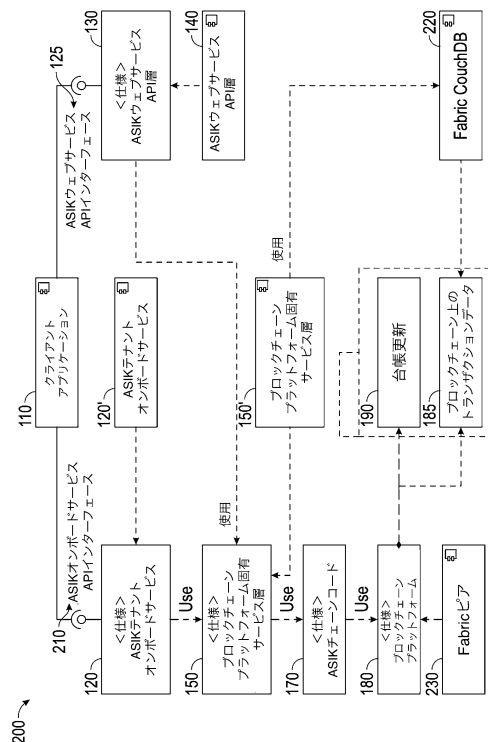 200
110
クライアント
アプリケーション
210
ASIKオンボードサービス
APIインターフェース
ASIKウェブサービス
APIインターフェース
125
120
<仕様>
ASIKテナント
オンボードサービス
120'
ASIKテナント
オンボードサービス
130
<仕様>
ASIKウェブサービス
API層
140
ASIKウェブサービス
API層
Use
使用
150
<仕様>
ブロックチェーン
プラットフォーム固有
サービス層
150'
ブロックチェーン
プラットフォーム固有
サービス層
使用
Use
170
<仕様>
ASIKチェーンコード
Use
180
<仕様>
ブロックチェーン
プラットフォーム
190
台帳更新
185
ブロックチェーン上の
トランザクションデータ
220
Fabric CouchDB
230
Fabricピア